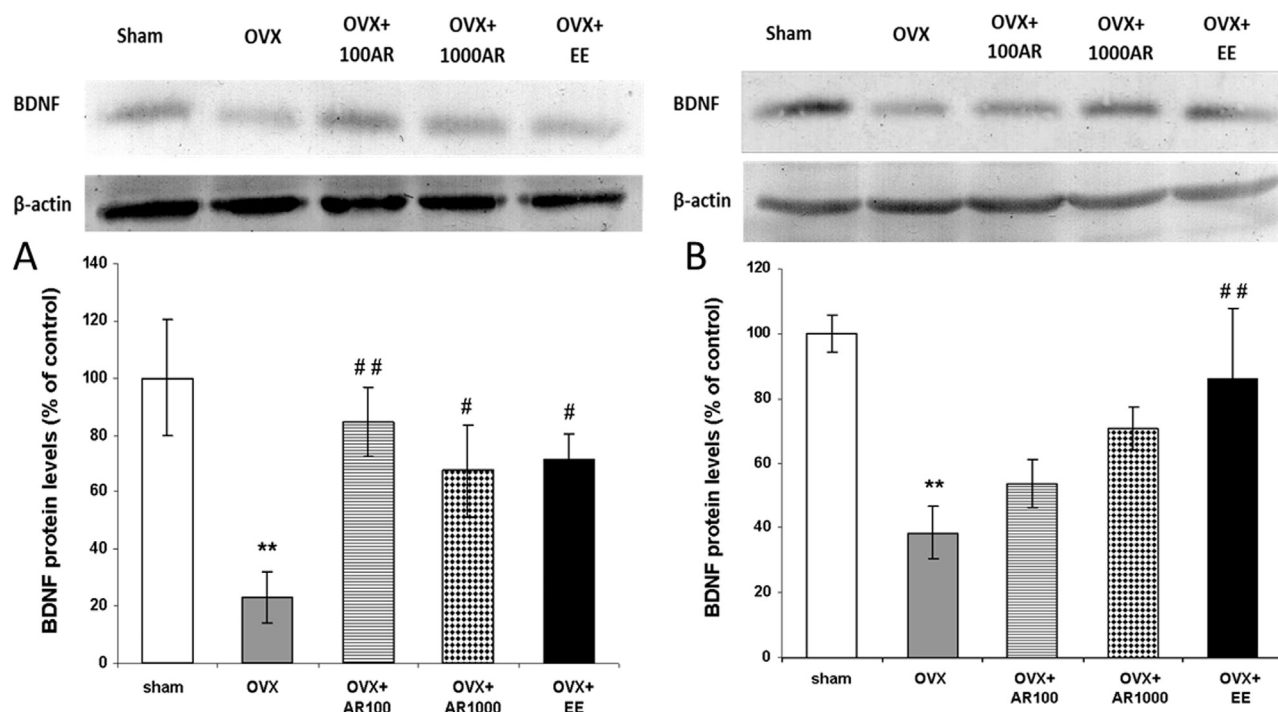 Sham OVX OVX+ 100AR OVX+ 1000AR OVX+ EE
BDNF
β-actin
A
BDNF protein levels (% of control)
140
120
100
80
60
40
20
0
**
# #
#
#
sham OVX OVX+ AR100 OVX+ AR1000 OVX+ EE
Sham OVX OVX+ 100AR OVX+ 1000AR OVX+ EE
BDNF
β-actin
B
BDNF protein levels (% of control)
120
100
80
60
40
20
0
**
# #
sham OVX OVX+ AR100 OVX+ AR1000 OVX+ EE